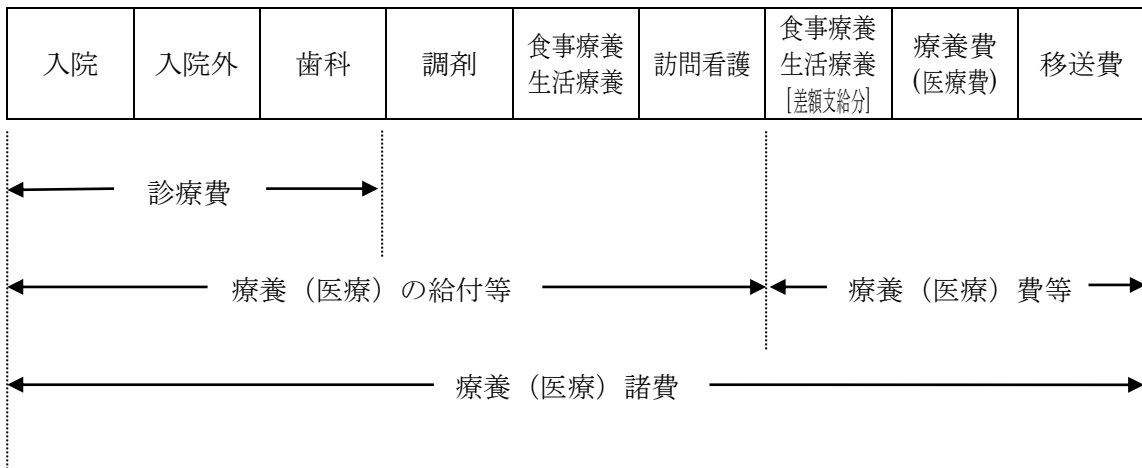 入院
入院外
歯科
調剤
食事療養
生活療養
訪問看護
食事療養
生活療養
[差額支給分]
療養費
(医療費)
移送費
診療費
療養（医療）の給付等
療養（医療）費等
療養（医療）諸費